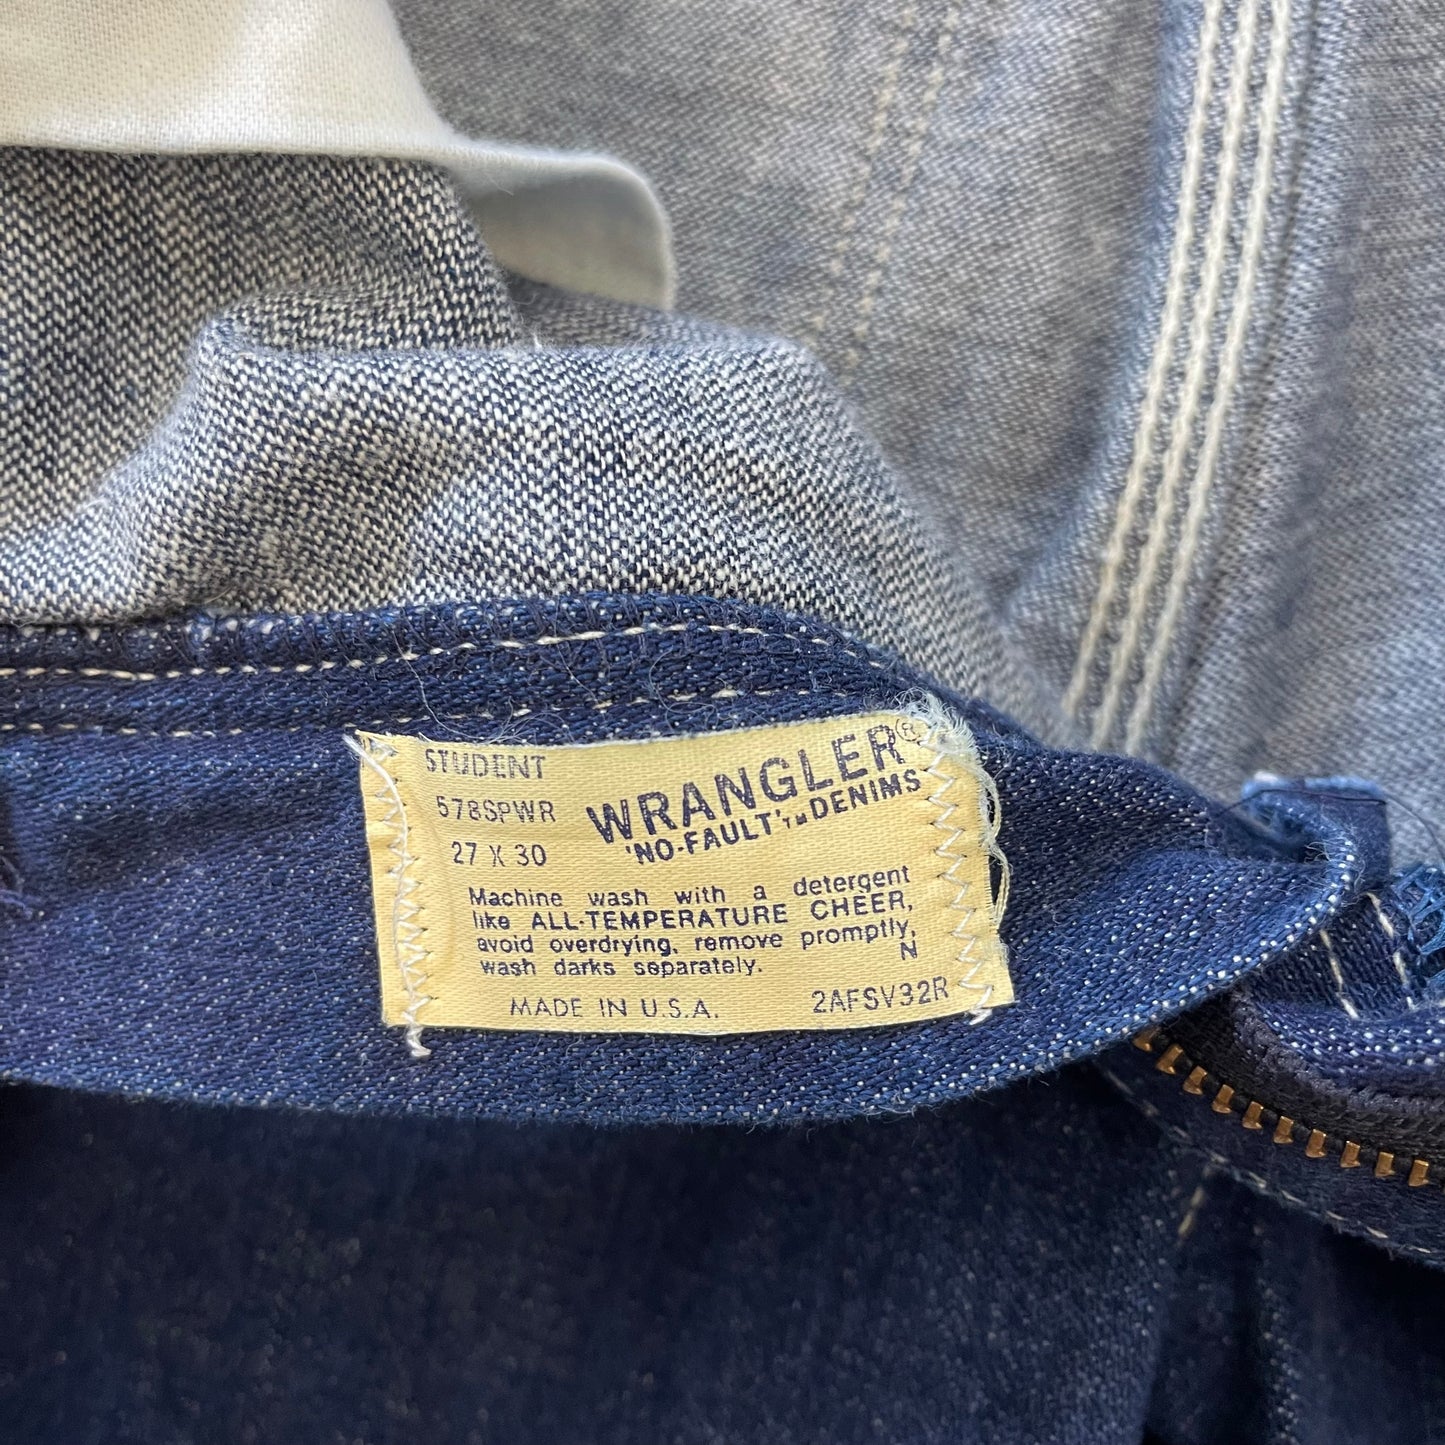 STUDENT
578SPWR
27 X 30
WRANGLER®
'NO-FAULT'TM DENIMS
Machine wash with a detergent
like ALL-TEMPERATURE CHEER,
avoid overdrying, remove promptly,
wash darks separately.
N
MADE IN U.S.A.
2AFSV32R